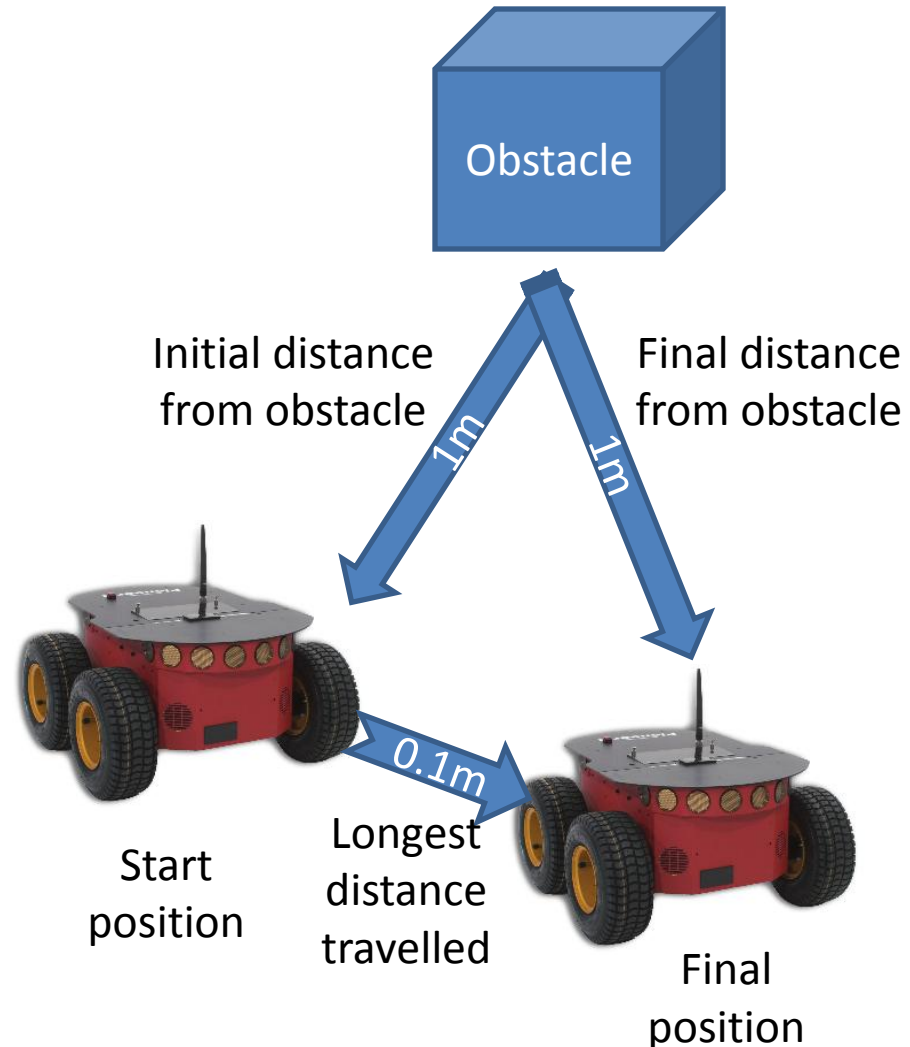 Obstacle
Initial distance
from obstacle
Final distance
from obstacle
1m
1m
0.1m
Longest
distance
travelled
Start
position
Final
position